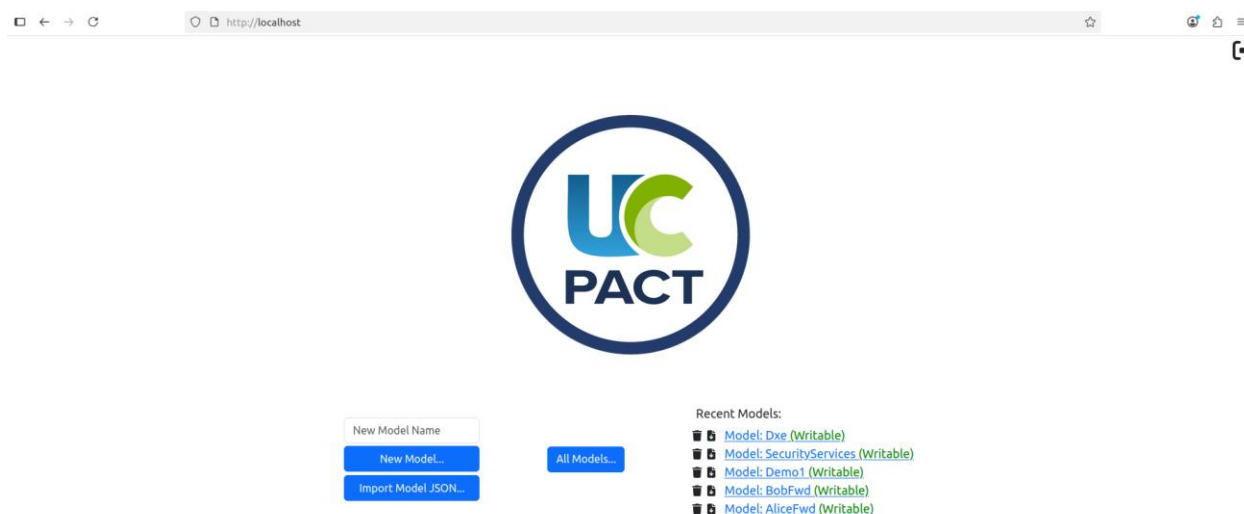 http://localhost
UC
PACT
New Model Name
New Model...
Import Model JSON...
All Models...
Recent Models:
Model: Dxe (Writable)
Model: SecurityServices (Writable)
Model: Demo1 (Writable)
Model: BobFwd (Writable)
Model: AliceFwd (Writable)